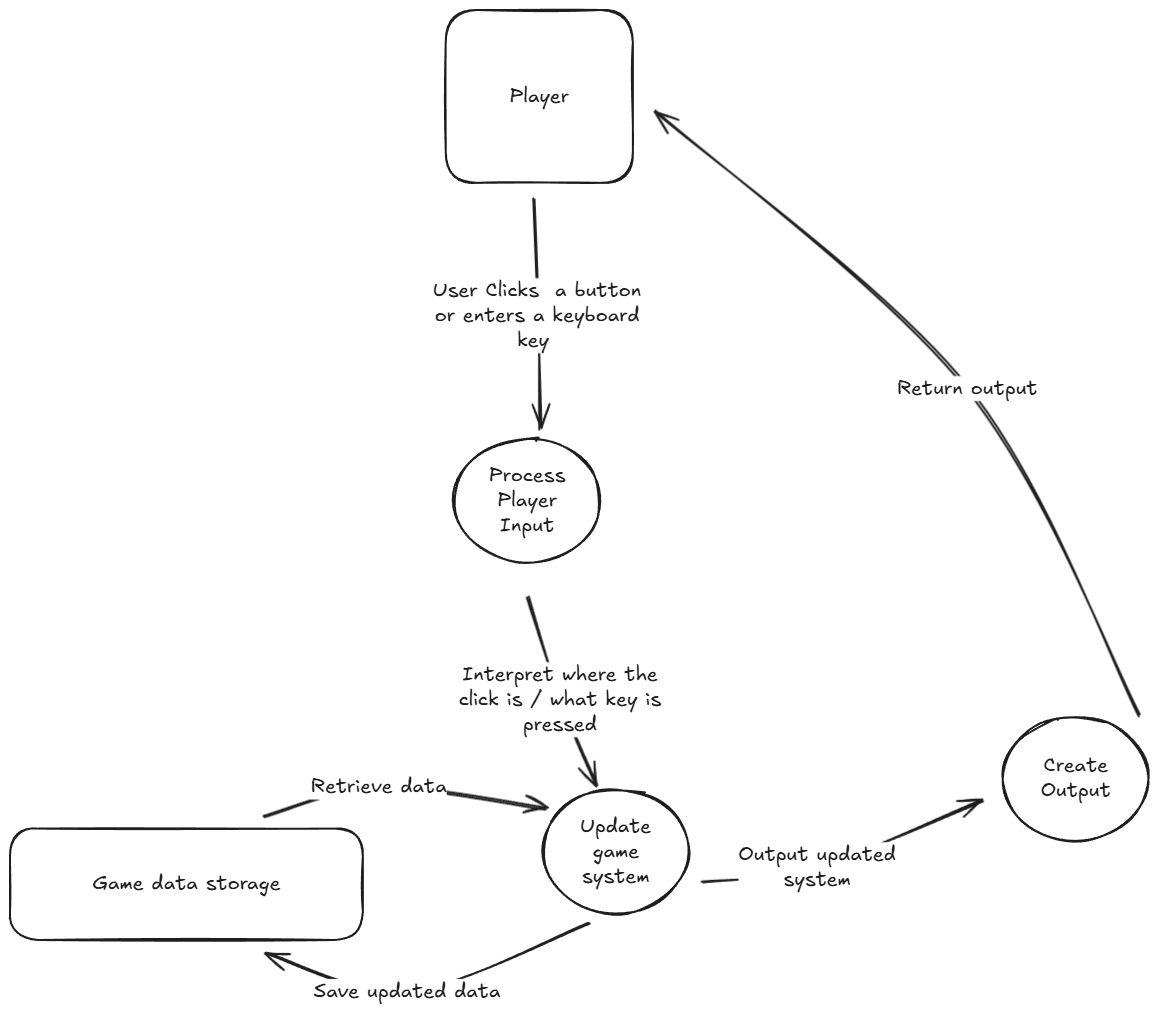 Player
User Clicks  a button
or enters a keyboard
key
Return output
Process
Player
Input
Interpret where the
click is / what key is
pressed
Create
Output
Retrieve data
Update
game
system
Output updated
system
Game data storage
Save updated data